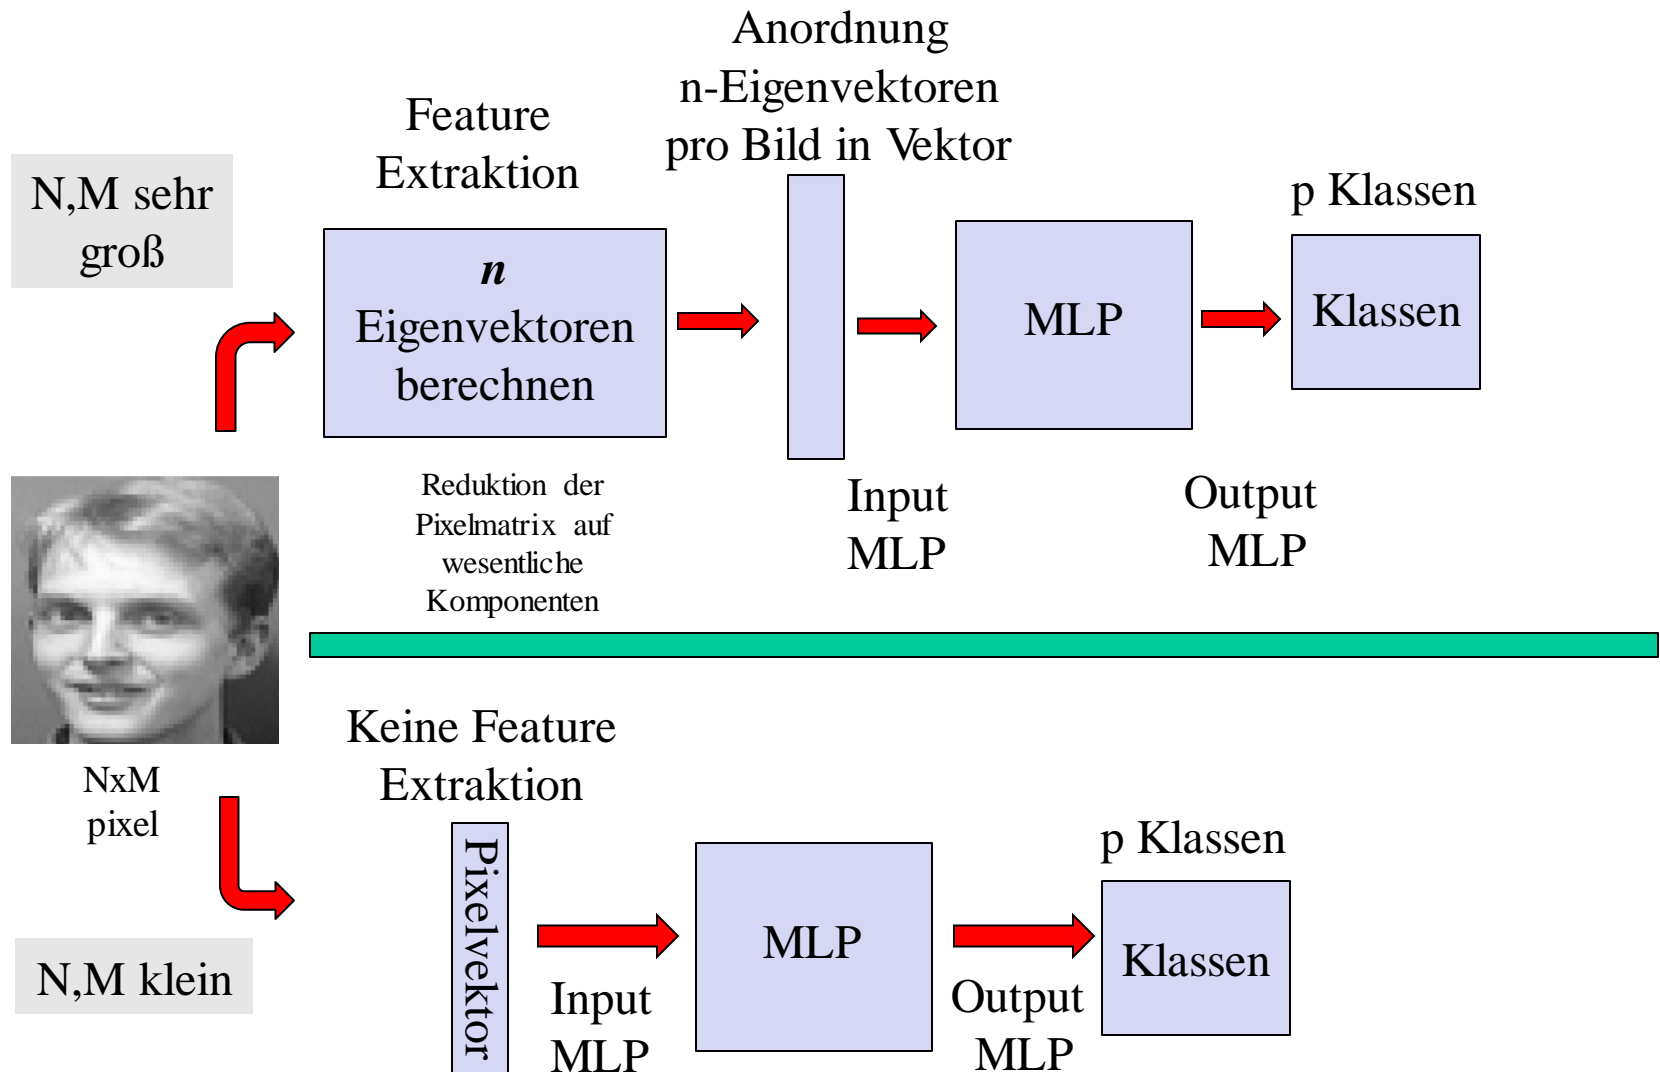 Anordnung
n-Eigenvektoren
pro Bild in Vektor
Feature
Extraktion
N,M sehr
groß
p Klassen
n
Eigenvektoren
berechnen
MLP
Klassen
Reduktion der
Pixelmatrix auf
wesentliche
Komponenten
Input
MLP
Output
MLP
NxM
pixel
Keine Feature
Extraktion
Pixelvektor
N,M klein
Input
MLP
MLP
Output
MLP
p Klassen
Klassen